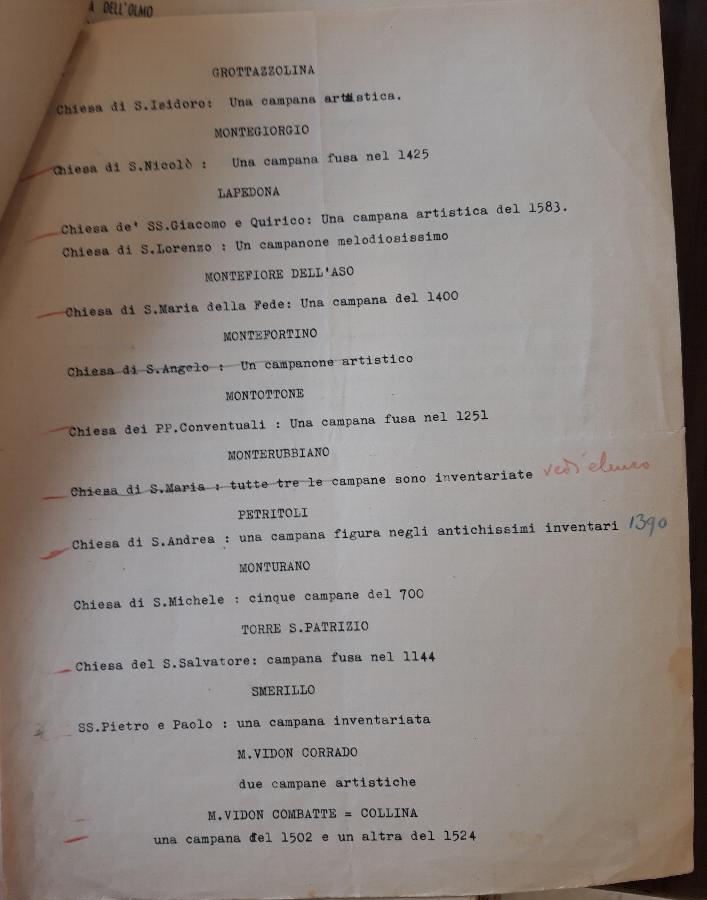 A DELL'OLMO
GROTTAZZOLINA
Chiesa di S.Isidoro: Una campana artistica.
MONTEGIORGIO
Chiesa di S.Nicolò : Una campana fusa nel 1425
LAPEDONA
Chiesa de' SS.Giacomo e Quirico: Una campana artistica del 1583.
Chiesa di S.Lorenzo : Un campanone melodiosissimo
MONTEFIORE DELL'ASO
Chiesa di S.Maria della Fede: Una campana del 1400
MONTEFORTINO
Chiesa di S.Angelo : Un campanone artistico
MONTOTTONE
Chiesa dei PP.Conventuali : Una campana fusa nel 1251
MONTERUBBIANO
Chiesa di S.Maria : tutte tre le campane sono inventariate vedi elenco
PETRITOLI
Chiesa di S.Andrea : una campana figura negli antichissimi inventari 1390
MONTURANO
Chiesa di S.Michele : cinque campane del 700
TORRE S.PATRIZIO
Chiesa del S.Salvatore: campana fusa nel 1144
SMERILLO
SS.Pietro e Paolo : una campana inventariata
M.VIDON CORRADO
due campane artistiche
M.VIDON COMBATTE = COLLINA
una campana del 1502 e un altra del 1524